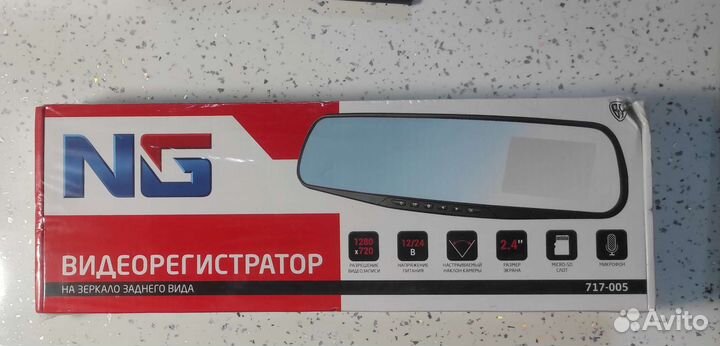 NG
ВИДЕОРЕГИСТРАТОР
НА ЗЕРКАЛО ЗАДНЕГО ВИДА
1280
x720
РАЗРЕШЕНИЕ
ВИДЕОЗАПИСИ
12/24
В
НАПРЯЖЕНИЕ
ПИТАНИЯ
НАСТРАИВАЕМЫЙ
НАКЛОН КАМЕРЫ
2.4"
РАЗМЕР
ЭКРАНА
MICRO-SD
СЛОТ
МИКРОФОН
717-005
Avito